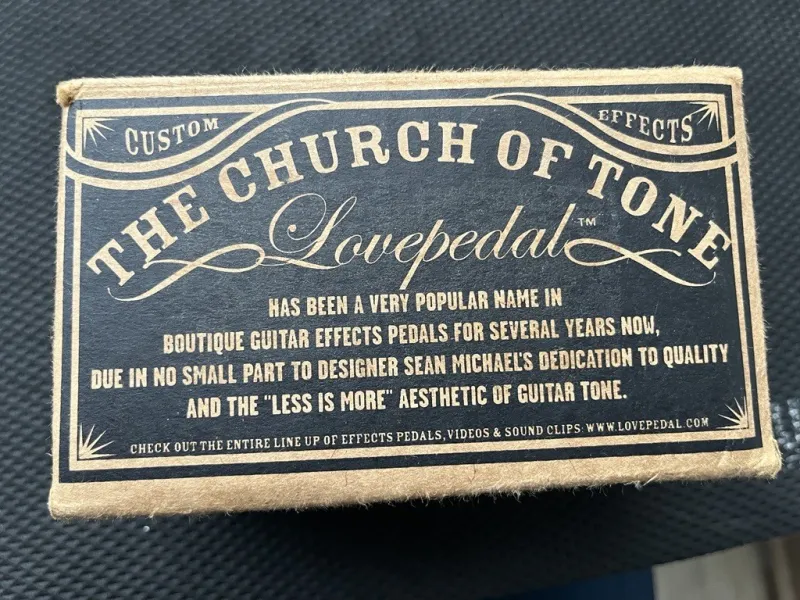 CUSTOM EFFECTS
THE CHURCH OF TONE
Lovepedal™
HAS BEEN A VERY POPULAR NAME IN
BOUTIQUE GUITAR EFFECTS PEDALS FOR SEVERAL YEARS NOW,
DUE IN NO SMALL PART TO DESIGNER SEAN MICHAEL'S DEDICATION TO QUALITY
AND THE "LESS IS MORE" AESTHETIC OF GUITAR TONE.
CHECK OUT THE ENTIRE LINE UP OF EFFECTS PEDALS, VIDEOS & SOUND CLIPS: WWW.LOVEPEDAL.COM